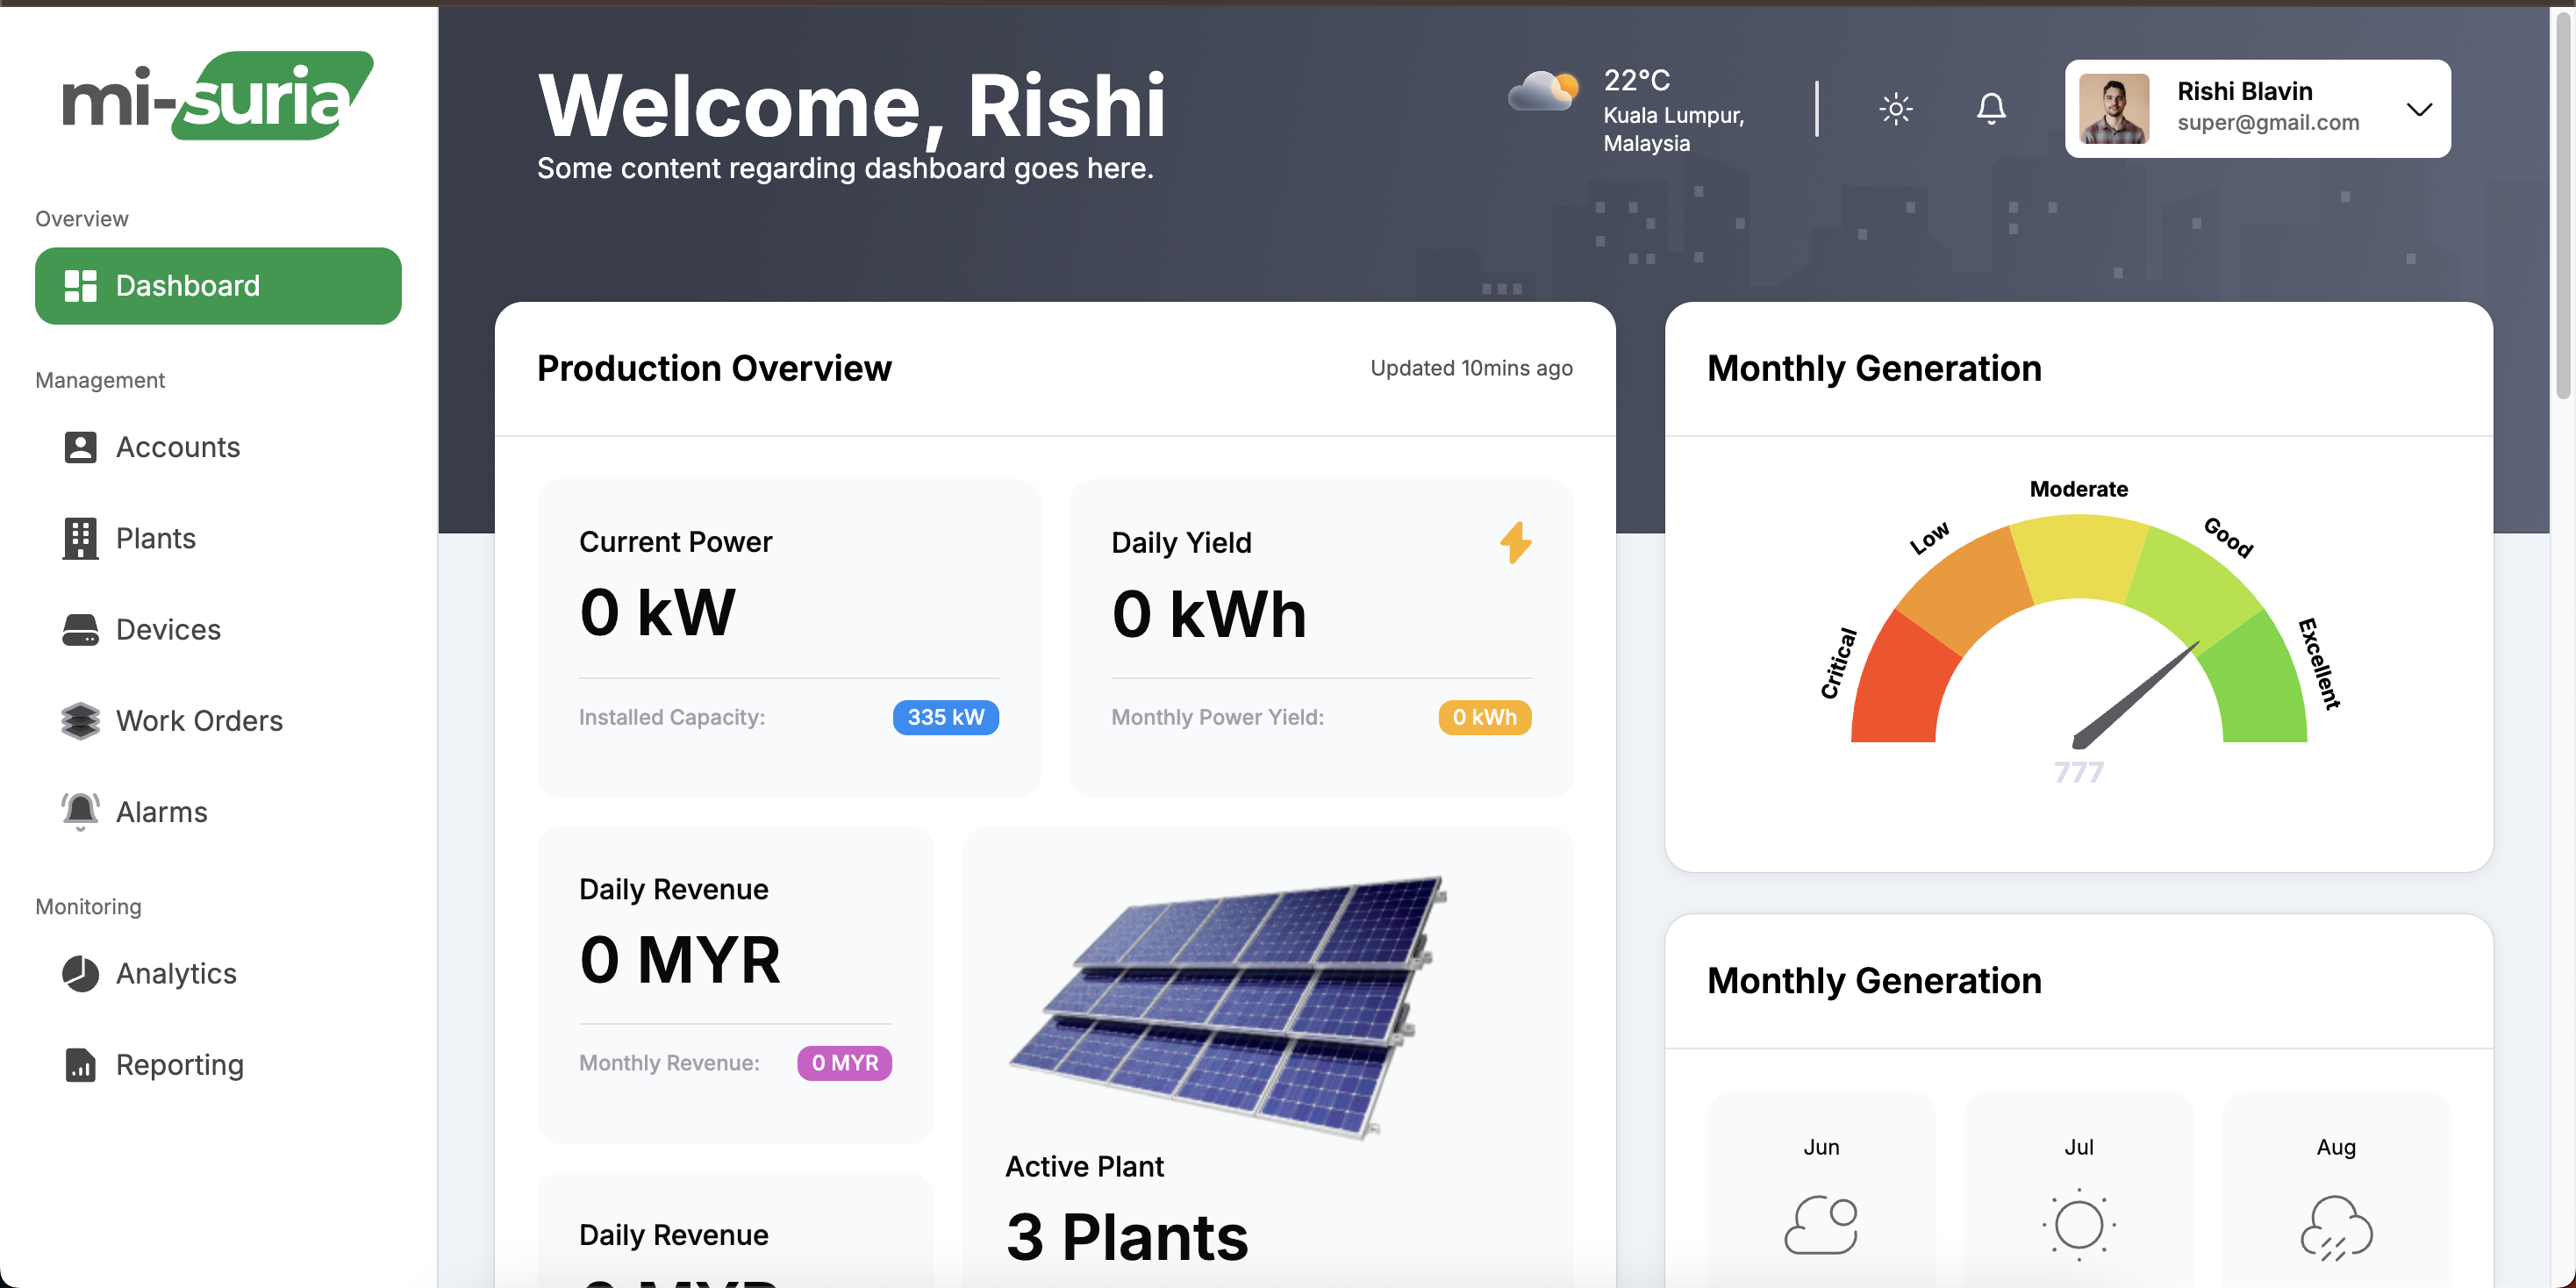 mi-suria
Overview
Dashboard
Management
Accounts
Plants
Devices
Work Orders
Alarms
Monitoring
Analytics
Reporting
Welcome, Rishi
Some content regarding dashboard goes here.
22°C
Kuala Lumpur,
Malaysia
Rishi Blavin
super@gmail.com
Production Overview
Updated 10mins ago
Current Power
0 kW
Installed Capacity:
335 kW
Daily Yield
0 kWh
Monthly Power Yield:
0 kWh
Daily Revenue
0 MYR
Monthly Revenue:
0 MYR
Active Plant
3 Plants
Daily Revenue
0 MYR
Monthly Generation
Critical
Low
Moderate
Good
Excellent
777
Monthly Generation
Jun
Jul
Aug